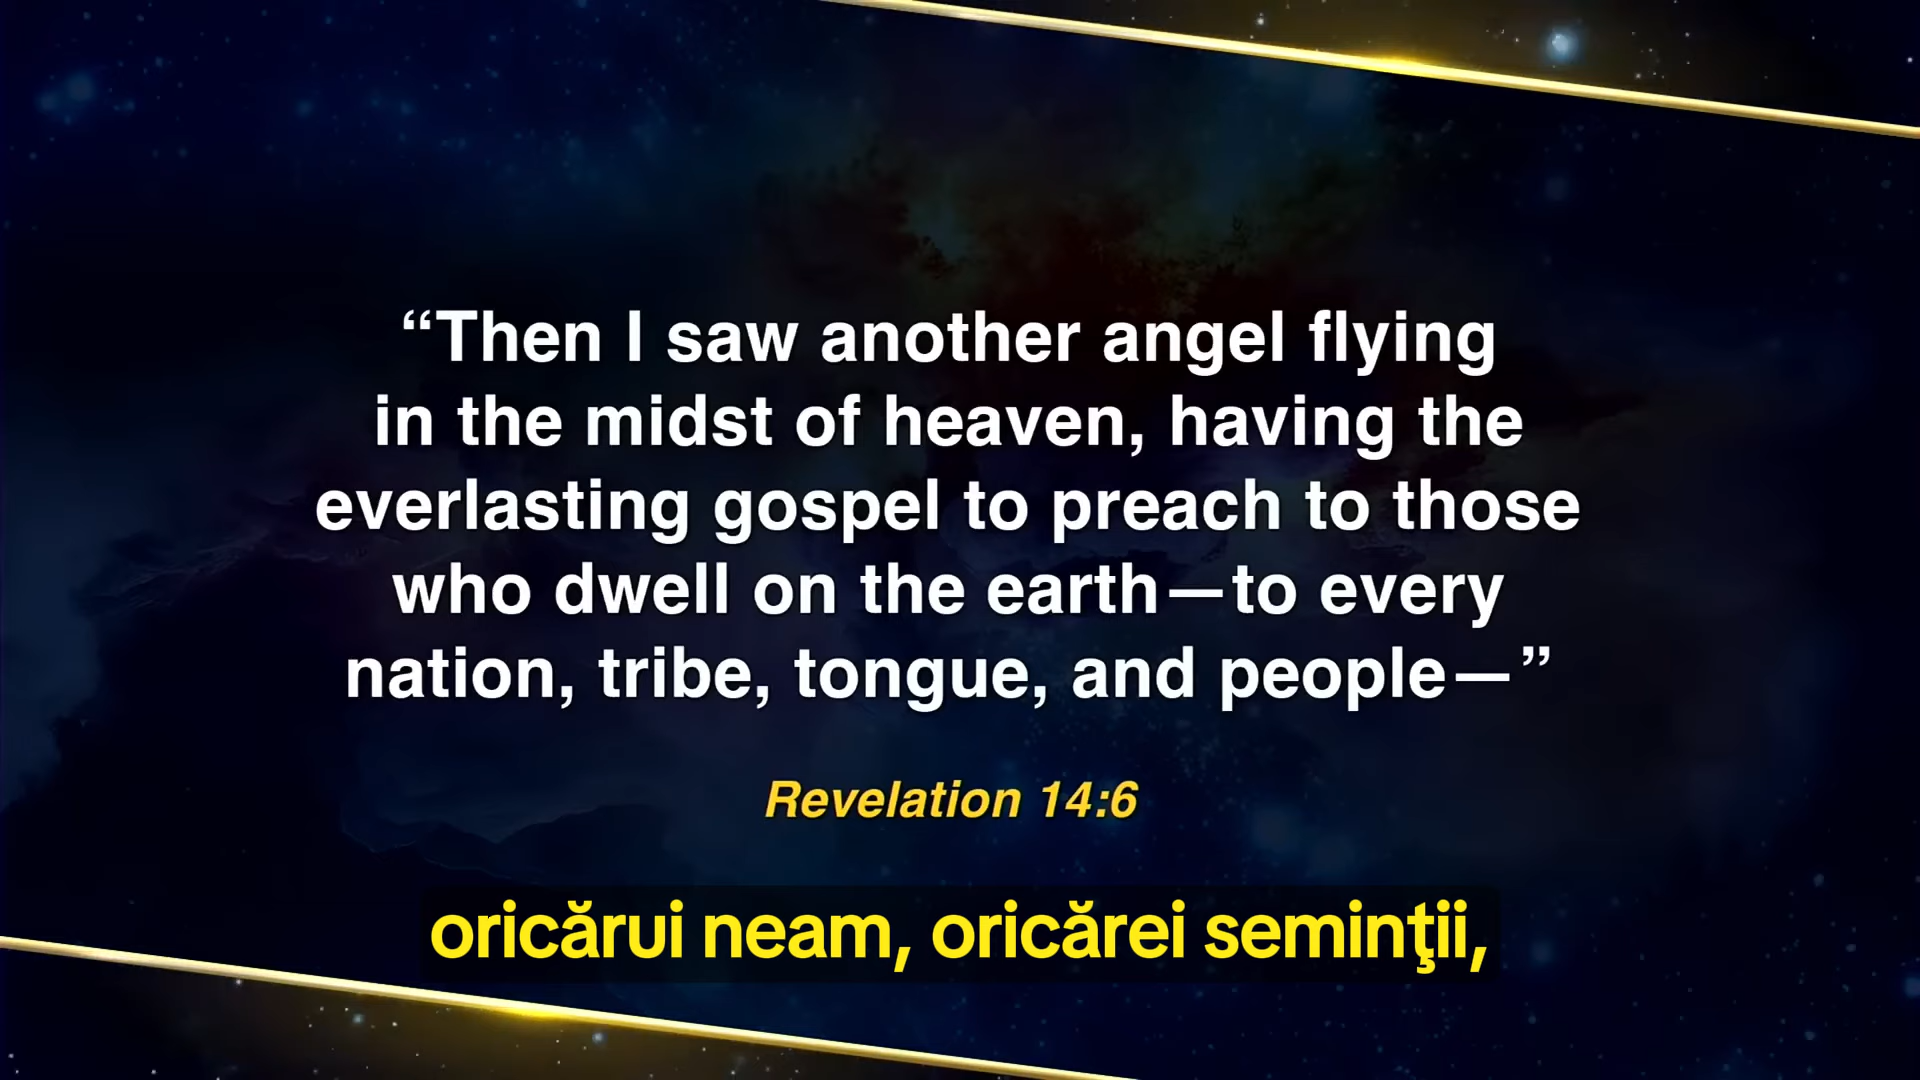 “Then I saw another angel flying
in the midst of heaven, having the
everlasting gospel to preach to those
who dwell on the earth—to every
nation, tribe, tongue, and people—”
Revelation 14:6
oricărui neam, oricărei seminţii,